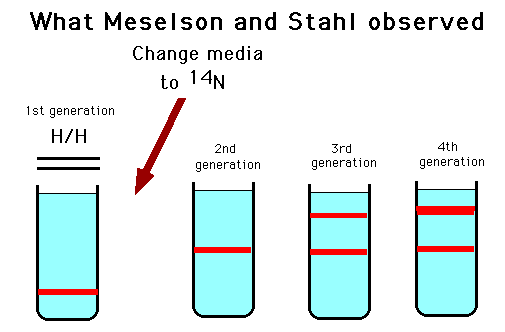 What Meselson and Stahl observed
Change media
to 14N
1st generation
H/H
2nd
generation
3rd
generation
4th
generation